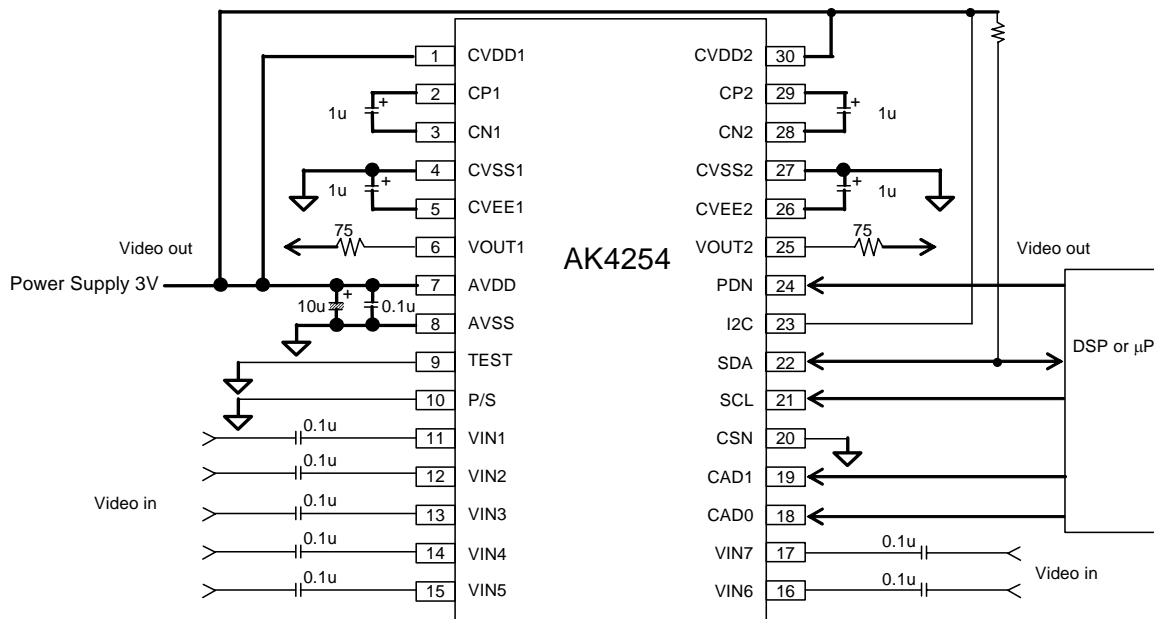 1 CVDD1 CVDD2 30
2 CP1 CP2 29
+ +
1u 1u
3 CN1 CN2 28
4 CVSS1 CVSS2 27
+ +
1u 1u
5 CVEE1 CVEE2 26
75 75
6 VOUT1 VOUT2 25
Video out AK4254 Video out
Power Supply 3V 7 AVDD PDN 24
10u + 0.1u
8 AVSS I2C 23
DSP or µP
9 TEST SDA 22
10 P/S SCL 21
0.1u 11 VIN1 CSN 20
0.1u 12 VIN2 CAD1 19
Video in
0.1u 13 VIN3 CAD0 18
0.1u 14 VIN4 VIN7 17 0.1u
Video in
0.1u 15 VIN5 VIN6 16 0.1u